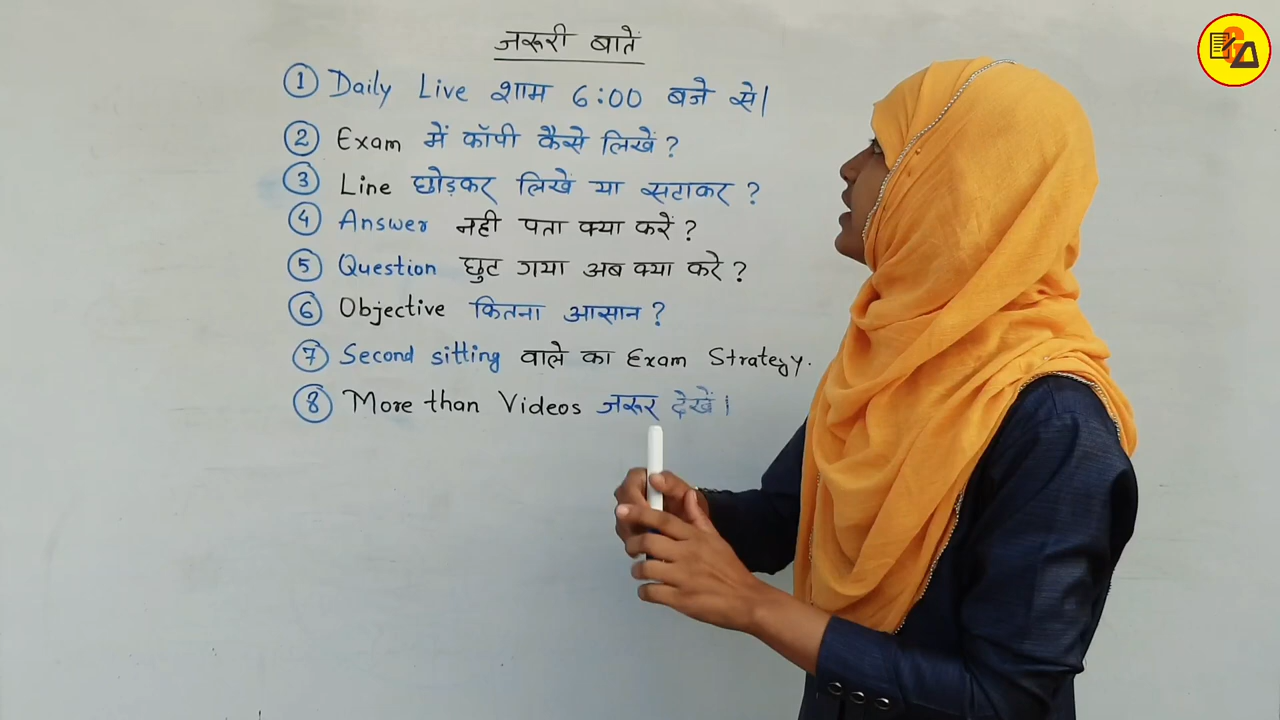 जरूरी बातें
① Daily Live शाम 6:00 बजे से।
② Exam में कॉपी कैसे लिखें?
③ Line छोड़कर लिखें या सटाकर?
④ Answer नही पता क्या करें?
⑤ Question छुट गया अब क्या करे?
⑥ Objective कितना आसान?
⑦ Second sitting वाले का Exam Strategy.
⑧ More than Videos जरूर देखें।